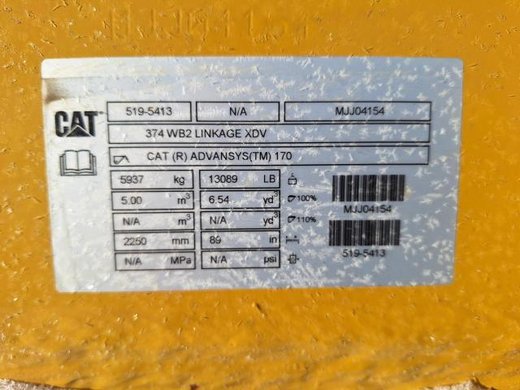 MJJ04154
CAT
519-5413 N/A MJJ04154
374 WB2 LINKAGE XDV
CAT (R) ADVANSYS(TM) 170
5937 kg 13089 LB
5.00 m³ 6.54 yd³ 100%
MJJ04154
N/A m³ N/A yd³ 110%
2250 mm 89 in
519-5413
N/A MPa N/A psi